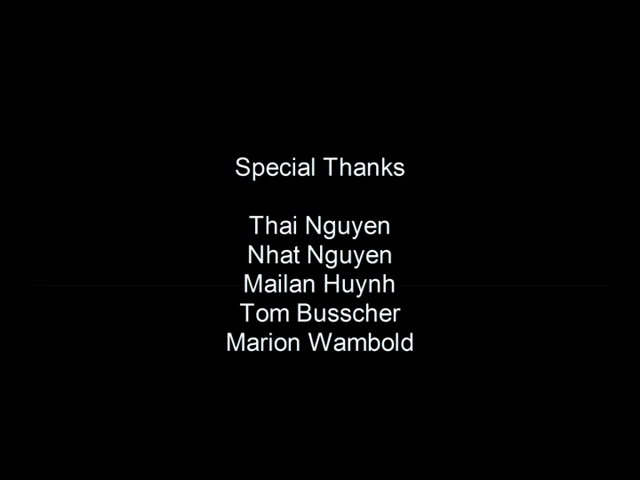 Special Thanks
Thai Nguyen
Nhat Nguyen
Mailan Huynh
Tom Busscher
Marion Wambold